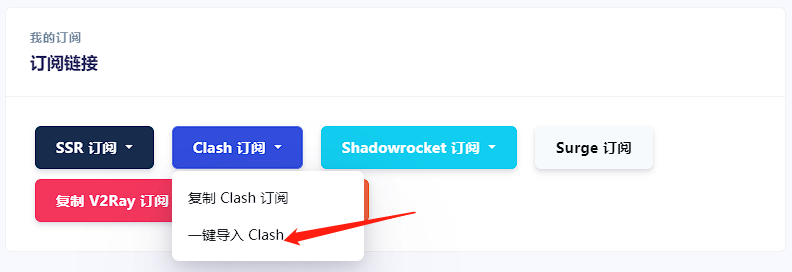 我的订阅
订阅链接
SSR 订阅
Clash 订阅
Shadowrocket 订阅
Surge 订阅
复制 V2Ray 订阅
复制 Clash 订阅
一键导入 Clash